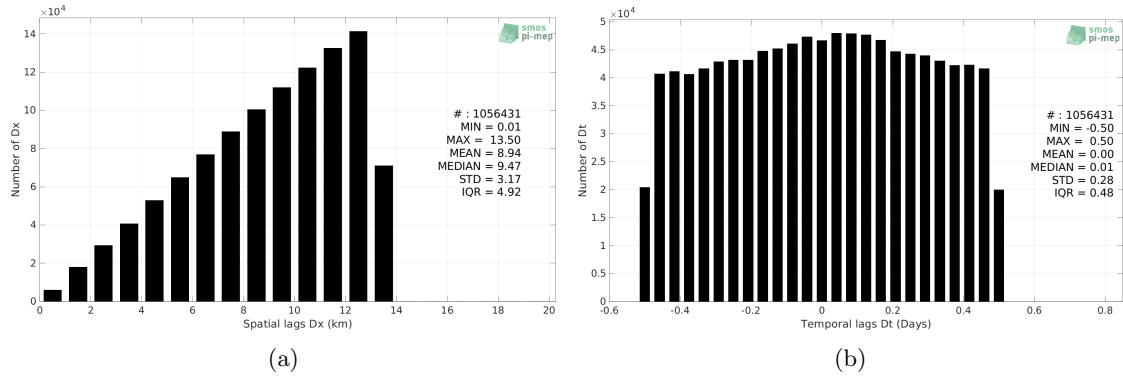 ×10⁴
smos
pi-mep
14
12
10
8
6
4
2
0
Number of Dx
# : 1056431
MIN = 0.01
MAX = 13.50
MEAN = 8.94
MEDIAN = 9.47
STD = 3.17
IQR = 4.92
0 2 4 6 8 10 12 14 16 18 20
Spatial lags Dx (km)
(a)
×10⁴
smos
pi-mep
5
4.5
4
3.5
3
2.5
2
1.5
1
0.5
0
Number of Dt
# : 1056431
MIN = -0.50
MAX = 0.50
MEAN = 0.00
MEDIAN = 0.01
STD = 0.28
IQR = 0.48
-0.6 -0.4 -0.2 0 0.2 0.4 0.6 0.8
Temporal lags Dt (Days)
(b)